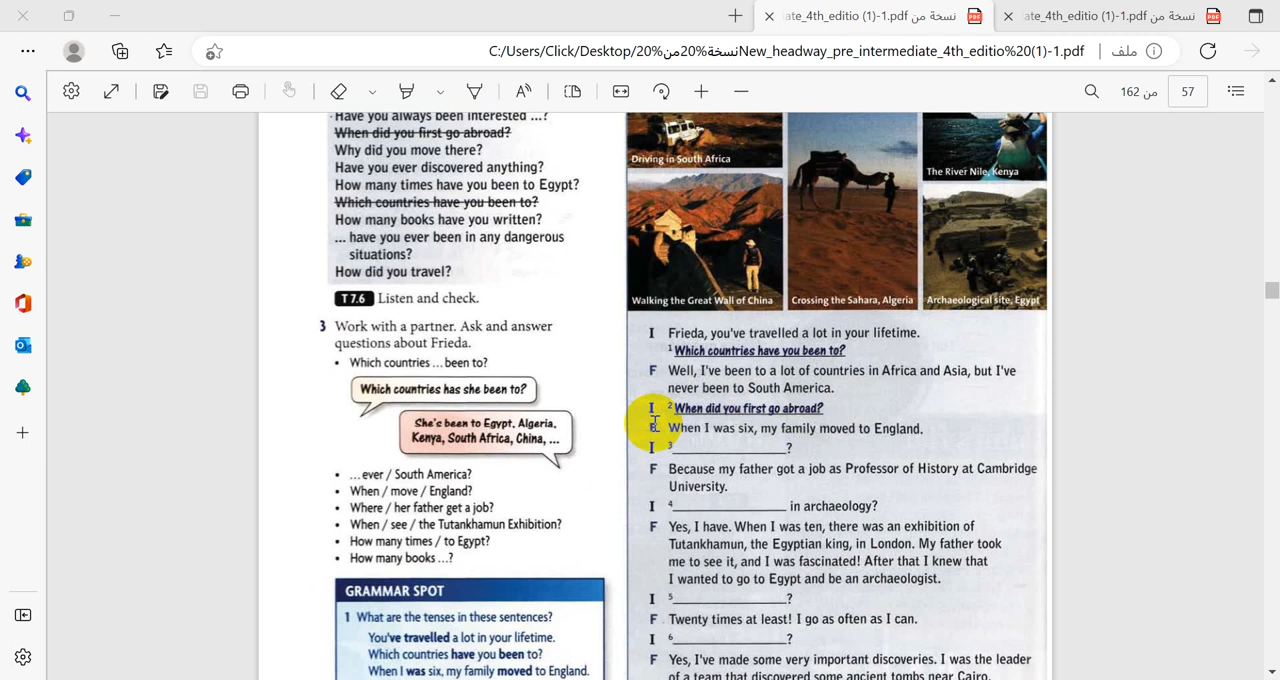 نسخة من ate_4th_editio (1)-1.pdf
نسخة من ate_4th_editio (1)-1.pdf
C:/Users/Click/Desktop/20%نسخة%20من%20New_headway_pre_intermediate_4th_editio%20(1)-1.pdf
ملف
57
من 162
Have you always been interested ...?
When did you first go abroad?
Why did you move there?
Have you ever discovered anything?
How many times have you been to Egypt?
Which countries have you been to?
How many books have you written?
... have you ever been in any dangerous
situations?
How did you travel?
T 7.6 Listen and check.
3 Work with a partner. Ask and answer
questions about Frieda.
• Which countries ... been to?
Which countries has she been to?
She's been to Egypt, Algeria,
Kenya, South Africa, China, ...
• ... ever / South America?
• When / move / England?
• Where / her father get a job?
• When / see / the Tutankhamun Exhibition?
• How many times / to Egypt?
• How many books ...?
GRAMMAR SPOT
1 What are the tenses in these sentences?
You've travelled a lot in your lifetime.
Which countries have you been to?
When I was six, my family moved to England.
Driving in South Africa
The River Nile, Kenya
Walking the Great Wall of China
Crossing the Sahara, Algeria
Archaeological site, Egypt
I Frieda, you've travelled a lot in your lifetime.
1 Which countries have you been to?
F Well, I've been to a lot of countries in Africa and Asia, but I've
never been to South America.
I 2 When did you first go abroad?
F When I was six, my family moved to England.
I 3 ______________?
F Because my father got a job as Professor of History at Cambridge
University.
I 4 ______________ in archaeology?
F Yes, I have. When I was ten, there was an exhibition of
Tutankhamun, the Egyptian king, in London. My father took
me to see it, and I was fascinated! After that I knew that
I wanted to go to Egypt and be an archaeologist.
I 5 ______________?
F Twenty times at least! I go as often as I can.
I 6 ______________?
F Yes, I've made some very important discoveries. I was the leader
of a team that discovered some ancient tombs near Cairo.